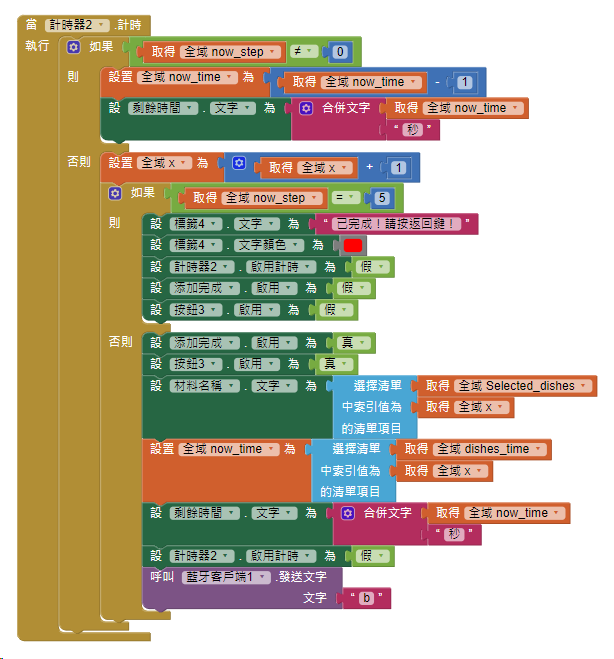 當 計時器2 .計時
執行 如果 取得 全域 now_step ≠ 0
則 設置 全域 now_time 為 取得 全域 now_time - 1
設 剩餘時間 . 文字 為 合併文字 取得 全域 now_time
“ 秒 ”
否則 設置 全域 x 為 取得 全域 x + 1
如果 取得 全域 now_step = 5
則 設 標籤4 . 文字 為 “ 已完成！請按返回鍵！ ”
設 標籤4 . 文字顏色 為
設 計時器2 . 啟用計時 為 假
設 添加完成 . 啟用 為 假
設 按鈕3 . 啟用 為 假
否則 設 添加完成 . 啟用 為 真
設 按鈕3 . 啟用 為 真
設 材料名稱 . 文字 為 選擇清單 取得 全域 Selected_dishes
中索引值為 取得 全域 x
的清單項目
設置 全域 now_time 為 選擇清單 取得 全域 dishes_time
中索引值為 取得 全域 x
的清單項目
設 剩餘時間 . 文字 為 合併文字 取得 全域 now_time
“ 秒 ”
設 計時器2 . 啟用計時 為 假
呼叫 藍牙客戶端1 .發送文字
文字 “ b ”